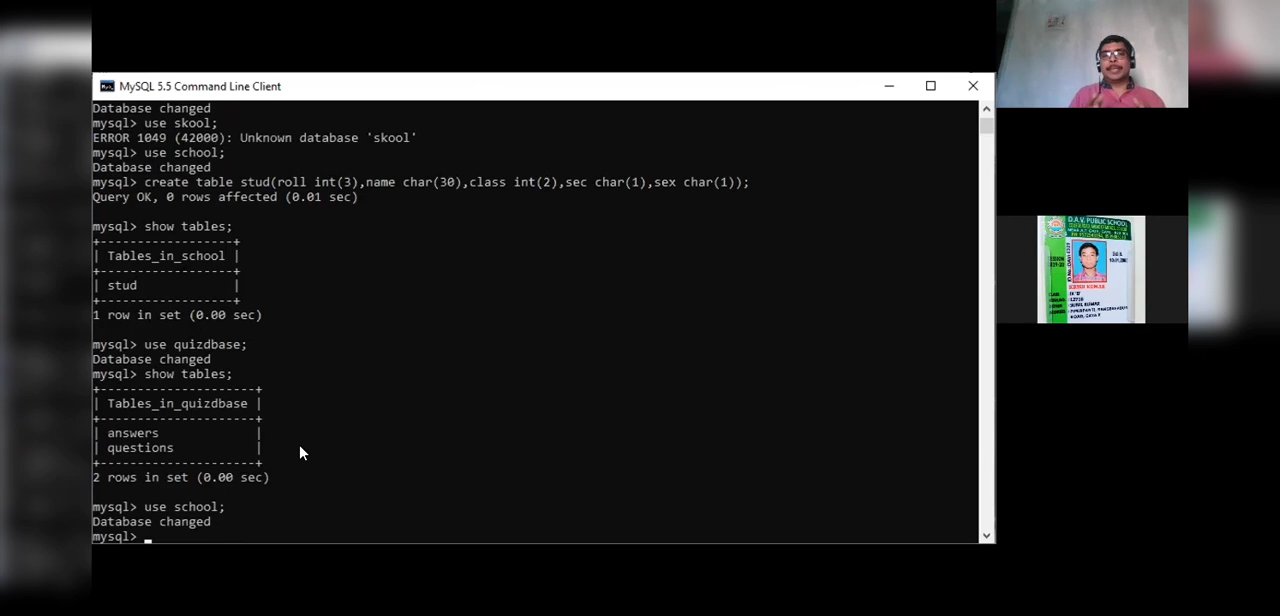 MySQL 5.5 Command Line Client
Database changed
mysql> use skool;
ERROR 1049 (42000): Unknown database 'skool'
mysql> use school;
Database changed
mysql> create table stud(roll int(3),name char(30),class int(2),sec char(1),sex char(1));
Query OK, 0 rows affected (0.01 sec)
mysql> show tables;
+------------------+
| Tables_in_school |
+------------------+
| stud             |
+------------------+
1 row in set (0.00 sec)
mysql> use quizdbase;
Database changed
mysql> show tables;
+---------------------+
| Tables_in_quizdbase |
+---------------------+
| answers             |
| questions           |
+---------------------+
2 rows in set (0.00 sec)
mysql> use school;
Database changed
mysql>
D.A.V. PUBLIC SCHOOL